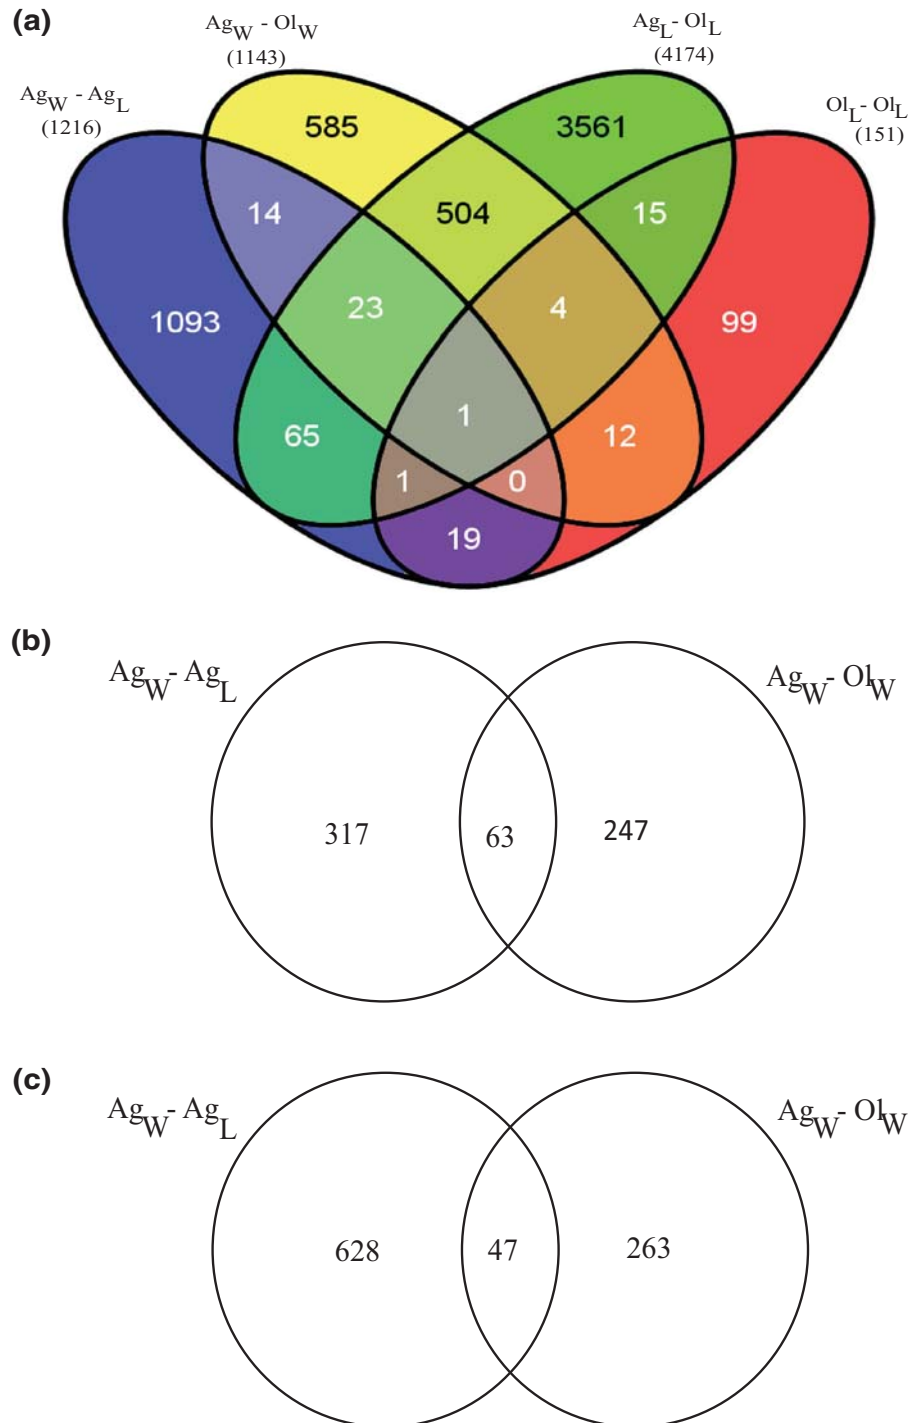 (a)
AgW - OlW
(1143)
AgL - OlL
(4174)
AgW - AgL
(1216)
OlL - OlL
(151)
585
3561
14
504
15
1093
23
4
99
65
1
12
1
0
19
(b)
AgW - AgL
AgW - OlW
317
63
247
(c)
AgW - AgL
AgW - OlW
628
47
263